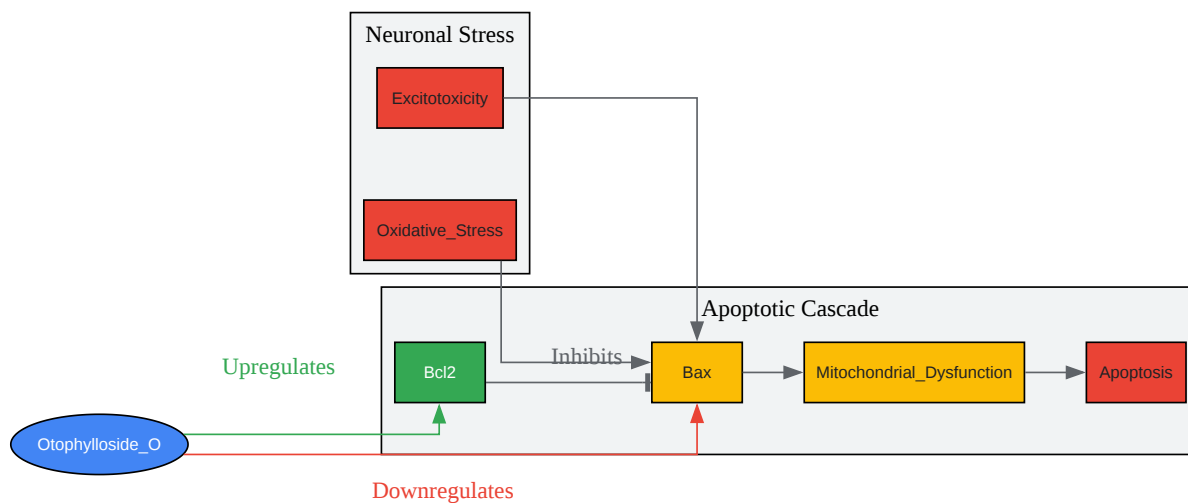 Neuronal Stress
Excitotoxicity
Oxidative_Stress
Apoptotic Cascade
Inhibits
Upregulates
Bcl2
Bax
Mitochondrial_Dysfunction
Apoptosis
Otophylloside_O
Downregulates